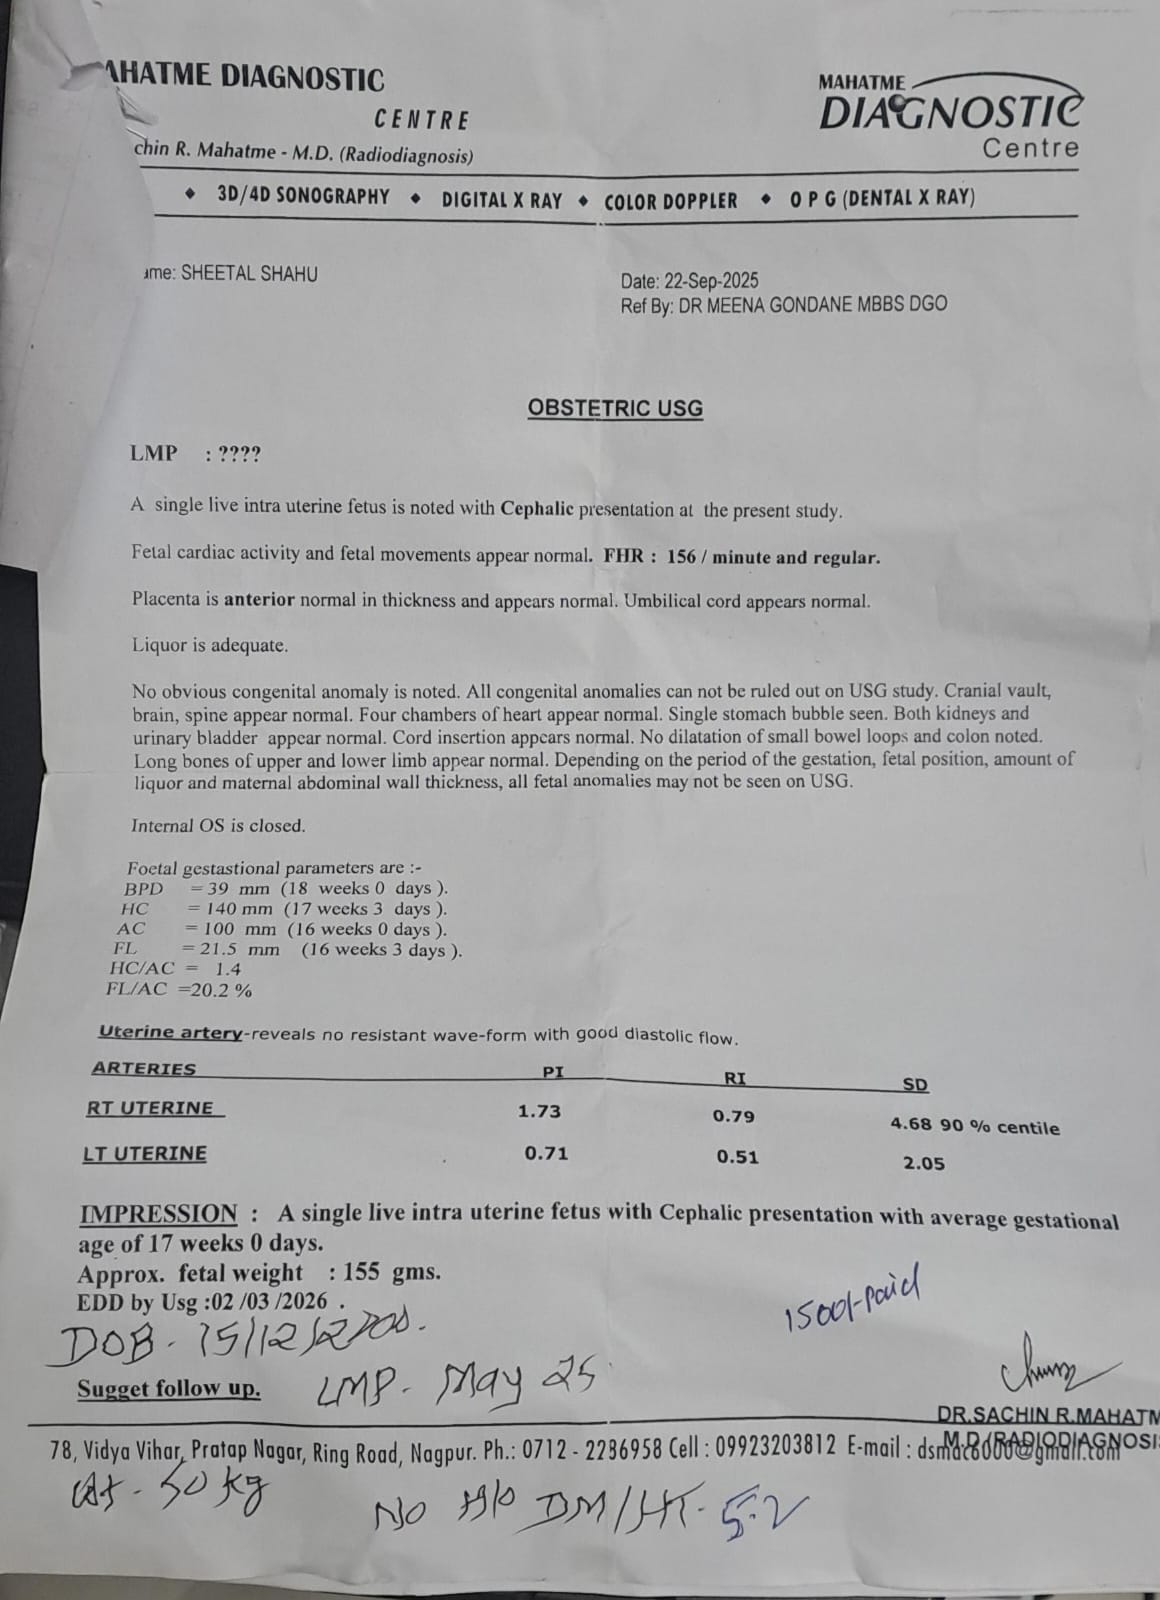 AHATME DIAGNOSTIC
CENTRE
chin R. Mahatme - M.D. (Radiodiagnosis)
MAHATME
DIAGNOSTIC
Centre
◆ 3D/4D SONOGRAPHY ◆ DIGITAL X RAY ◆ COLOR DOPPLER ◆ O P G (DENTAL X RAY)
ame: SHEETAL SHAHU
Date: 22-Sep-2025
Ref By: DR MEENA GONDANE MBBS DGO
OBSTETRIC USG
LMP : ????
A single live intra uterine fetus is noted with Cephalic presentation at the present study.
Fetal cardiac activity and fetal movements appear normal. FHR : 156 / minute and regular.
Placenta is anterior normal in thickness and appears normal. Umbilical cord appears normal.
Liquor is adequate.
No obvious congenital anomaly is noted. All congenital anomalies can not be ruled out on USG study. Cranial vault,
brain, spine appear normal. Four chambers of heart appear normal. Single stomach bubble seen. Both kidneys and
urinary bladder appear normal. Cord insertion appears normal. No dilatation of small bowel loops and colon noted.
Long bones of upper and lower limb appear normal. Depending on the period of the gestation, fetal position, amount of
liquor and maternal abdominal wall thickness, all fetal anomalies may not be seen on USG.
Internal OS is closed.
Foetal gestastional parameters are :-
BPD = 39 mm (18 weeks 0 days ).
HC = 140 mm (17 weeks 3 days ).
AC = 100 mm (16 weeks 0 days ).
FL = 21.5 mm (16 weeks 3 days ).
HC/AC = 1.4
FL/AC =20.2 %
Uterine artery-reveals no resistant wave-form with good diastolic flow.
ARTERIES PI RI SD
RT UTERINE 1.73 0.79 4.68 90 % centile
LT UTERINE 0.71 0.51 2.05
IMPRESSION : A single live intra uterine fetus with Cephalic presentation with average gestational
age of 17 weeks 0 days.
Approx. fetal weight : 155 gms.
EDD by Usg :02 /03 /2026 .
1500/-paid
DOB - 15/12/2000.
Sugget follow up.
LMP - May 25
DR.SACHIN R.MAHATM
M.D.(RADIODIAGNOSI
78, Vidya Vihar, Pratap Nagar, Ring Road, Nagpur. Ph.: 0712 - 2236958 Cell : 09923203812 E-mail : dsmdc8000@gmail.com
Wt - 50 kg
No H/o DM/HT - 5.2